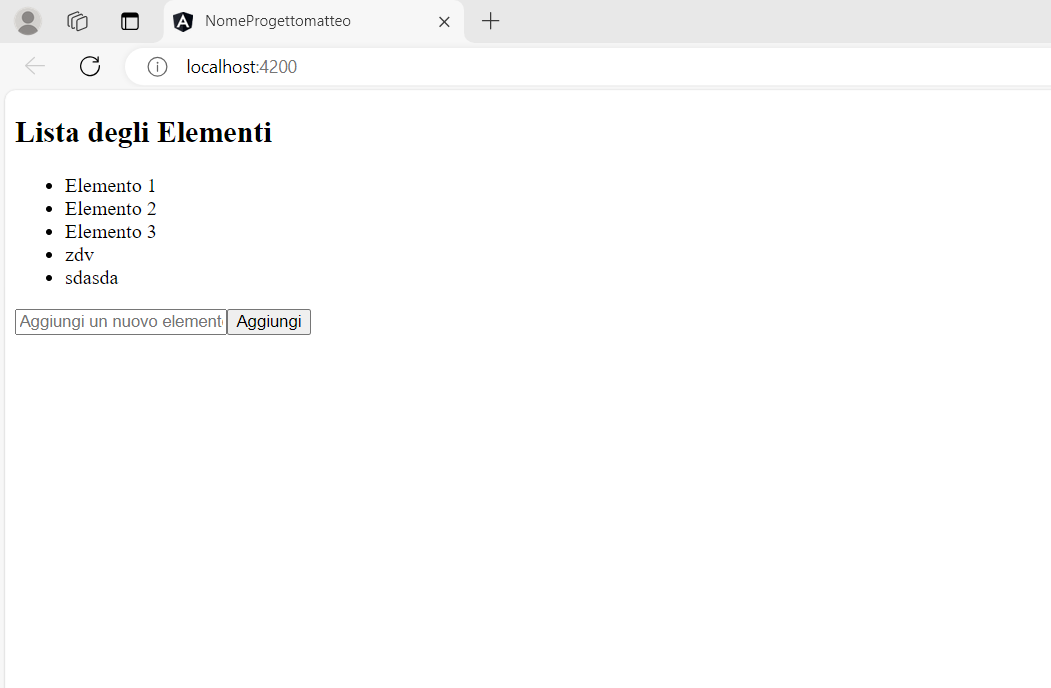 NomeProgettomatteo
localhost:4200
Lista degli Elementi
Elemento 1
Elemento 2
Elemento 3
zdv
sdasda
Aggiungi un nuovo element
Aggiungi